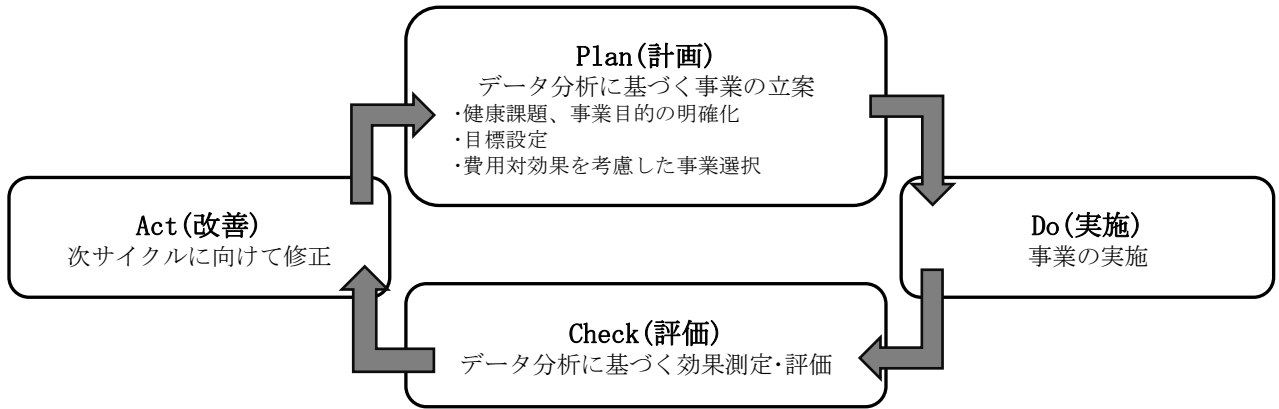 Plan(計画)
データ分析に基づく事業の立案
･健康課題、事業目的の明確化
･目標設定
･費用対効果を考慮した事業選択
Act(改善)
次サイクルに向けて修正
Do(実施)
事業の実施
Check(評価)
データ分析に基づく効果測定･評価